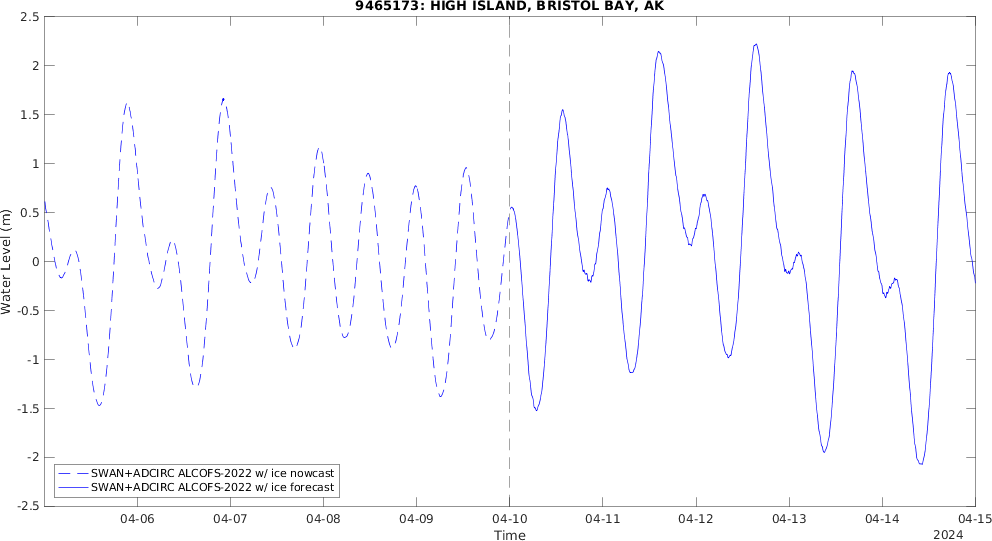 9465173: HIGH ISLAND, BRISTOL BAY, AK
2.5
2
1.5
1
0.5
0
-0.5
-1
-1.5
-2
-2.5
Water Level (m)
SWAN+ADCIRC ALCOFS-2022 w/ ice nowcast
SWAN+ADCIRC ALCOFS-2022 w/ ice forecast
04-06 04-07 04-08 04-09 04-10 04-11 04-12 04-13 04-14 04-15
Time
2024